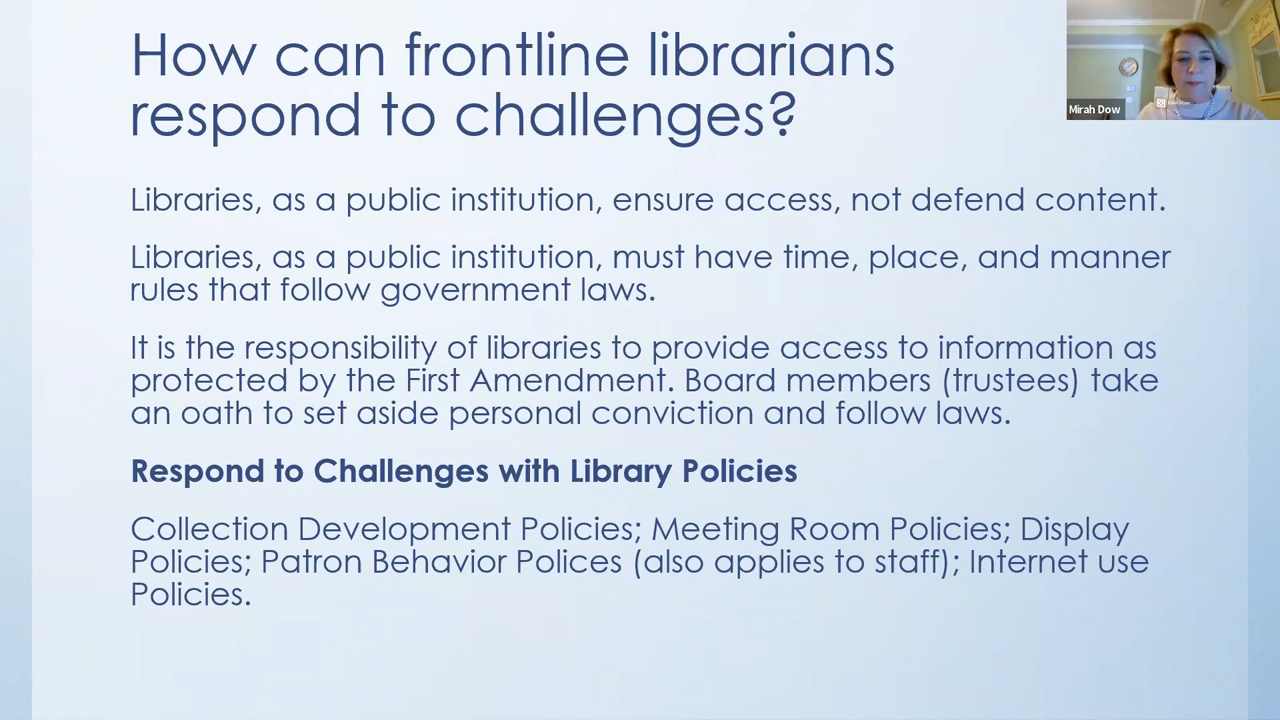 How can frontline librarians
respond to challenges?
Mirah Dow
Libraries, as a public institution, ensure access, not defend content.
Libraries, as a public institution, must have time, place, and manner
rules that follow government laws.
It is the responsibility of libraries to provide access to information as
protected by the First Amendment. Board members (trustees) take
an oath to set aside personal conviction and follow laws.
Respond to Challenges with Library Policies
Collection Development Policies; Meeting Room Policies; Display
Policies; Patron Behavior Polices (also applies to staff); Internet use
Policies.